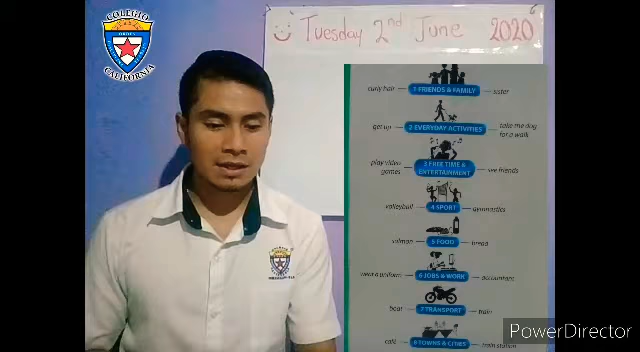 COLEGIO
CALIFORNIA
Tuesday 2nd June 2020
curly hair 1 FRIENDS & FAMILY sister
get up 2 EVERYDAY ACTIVITIES take the dog
for a walk
play video
games 3 FREE TIME &
ENTERTAINMENT see friends
volleyball 4 SPORT gymnastics
salmon 5 FOOD bread
wear a uniform 6 JOBS & WORK accountant
boat 7 TRANSPORT train
café 8 TOWNS & CITIES train station
PowerDirector